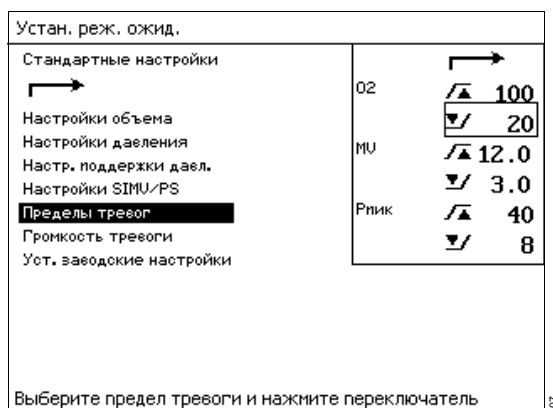 Устан. реж. ожид.
Стандартные настройки
Настройки объема
Настройки давления
Настр. поддержки давл.
Настройки SIMV/PS
Пределы тревог
Громкость тревоги
Уст. заводские настройки
O2 100
20
MV 12.0
3.0
Pпик 40
8
Выберите предел тревоги и нажмите переключатель